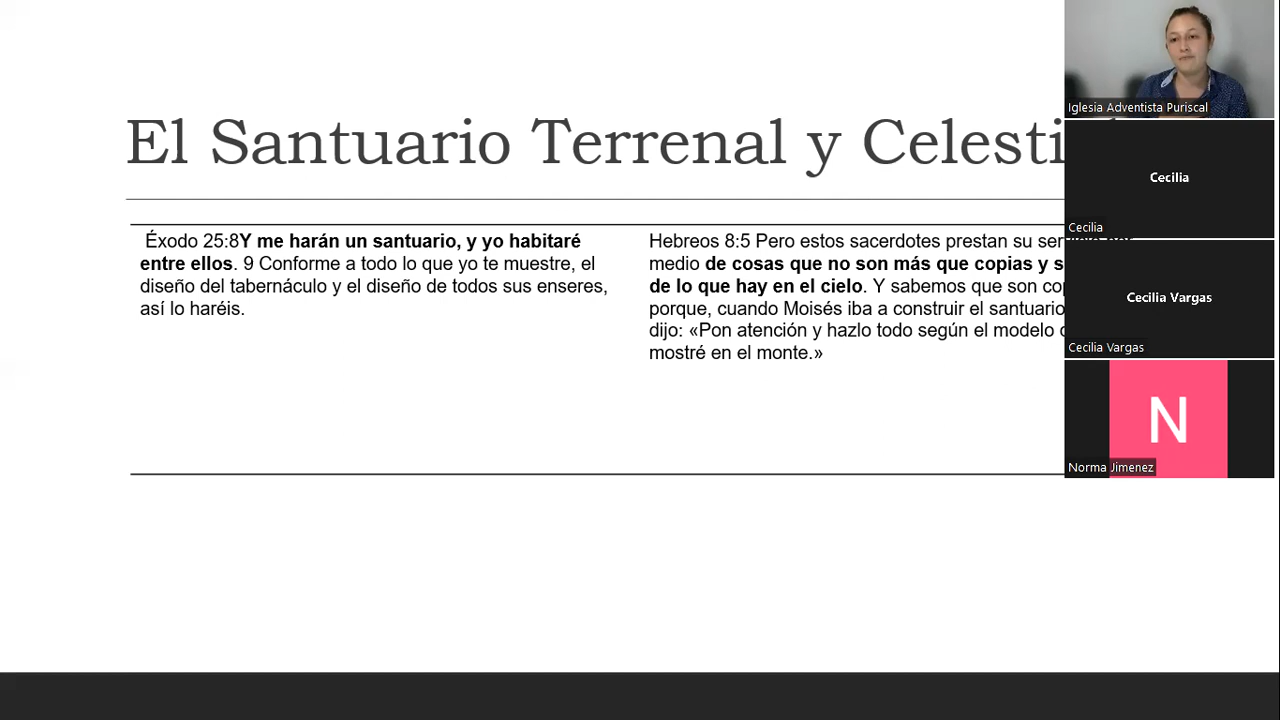 El Santuario Terrenal y
Éxodo 25:8Y me harán un santuario, y yo habitaré
entre ellos. 9 Conforme a todo lo que yo te muestre, el
diseño del tabernáculo y el diseño de todos sus enseres,
así lo haréis.
Hebreos 8:5 Pero estos sacerdotes prestan su
medio de cosas que no son más que copias y
de lo que hay en el cielo. Y sabemos que son
porque, cuando Moisés iba a construir el santuario
dijo: «Pon atención y hazlo todo según el modelo
mostré en el monte.»
Iglesia Adventista Puriscal
Cecilia
Cecilia
Cecilia Vargas
Cecilia Vargas
N
Norma Jimenez